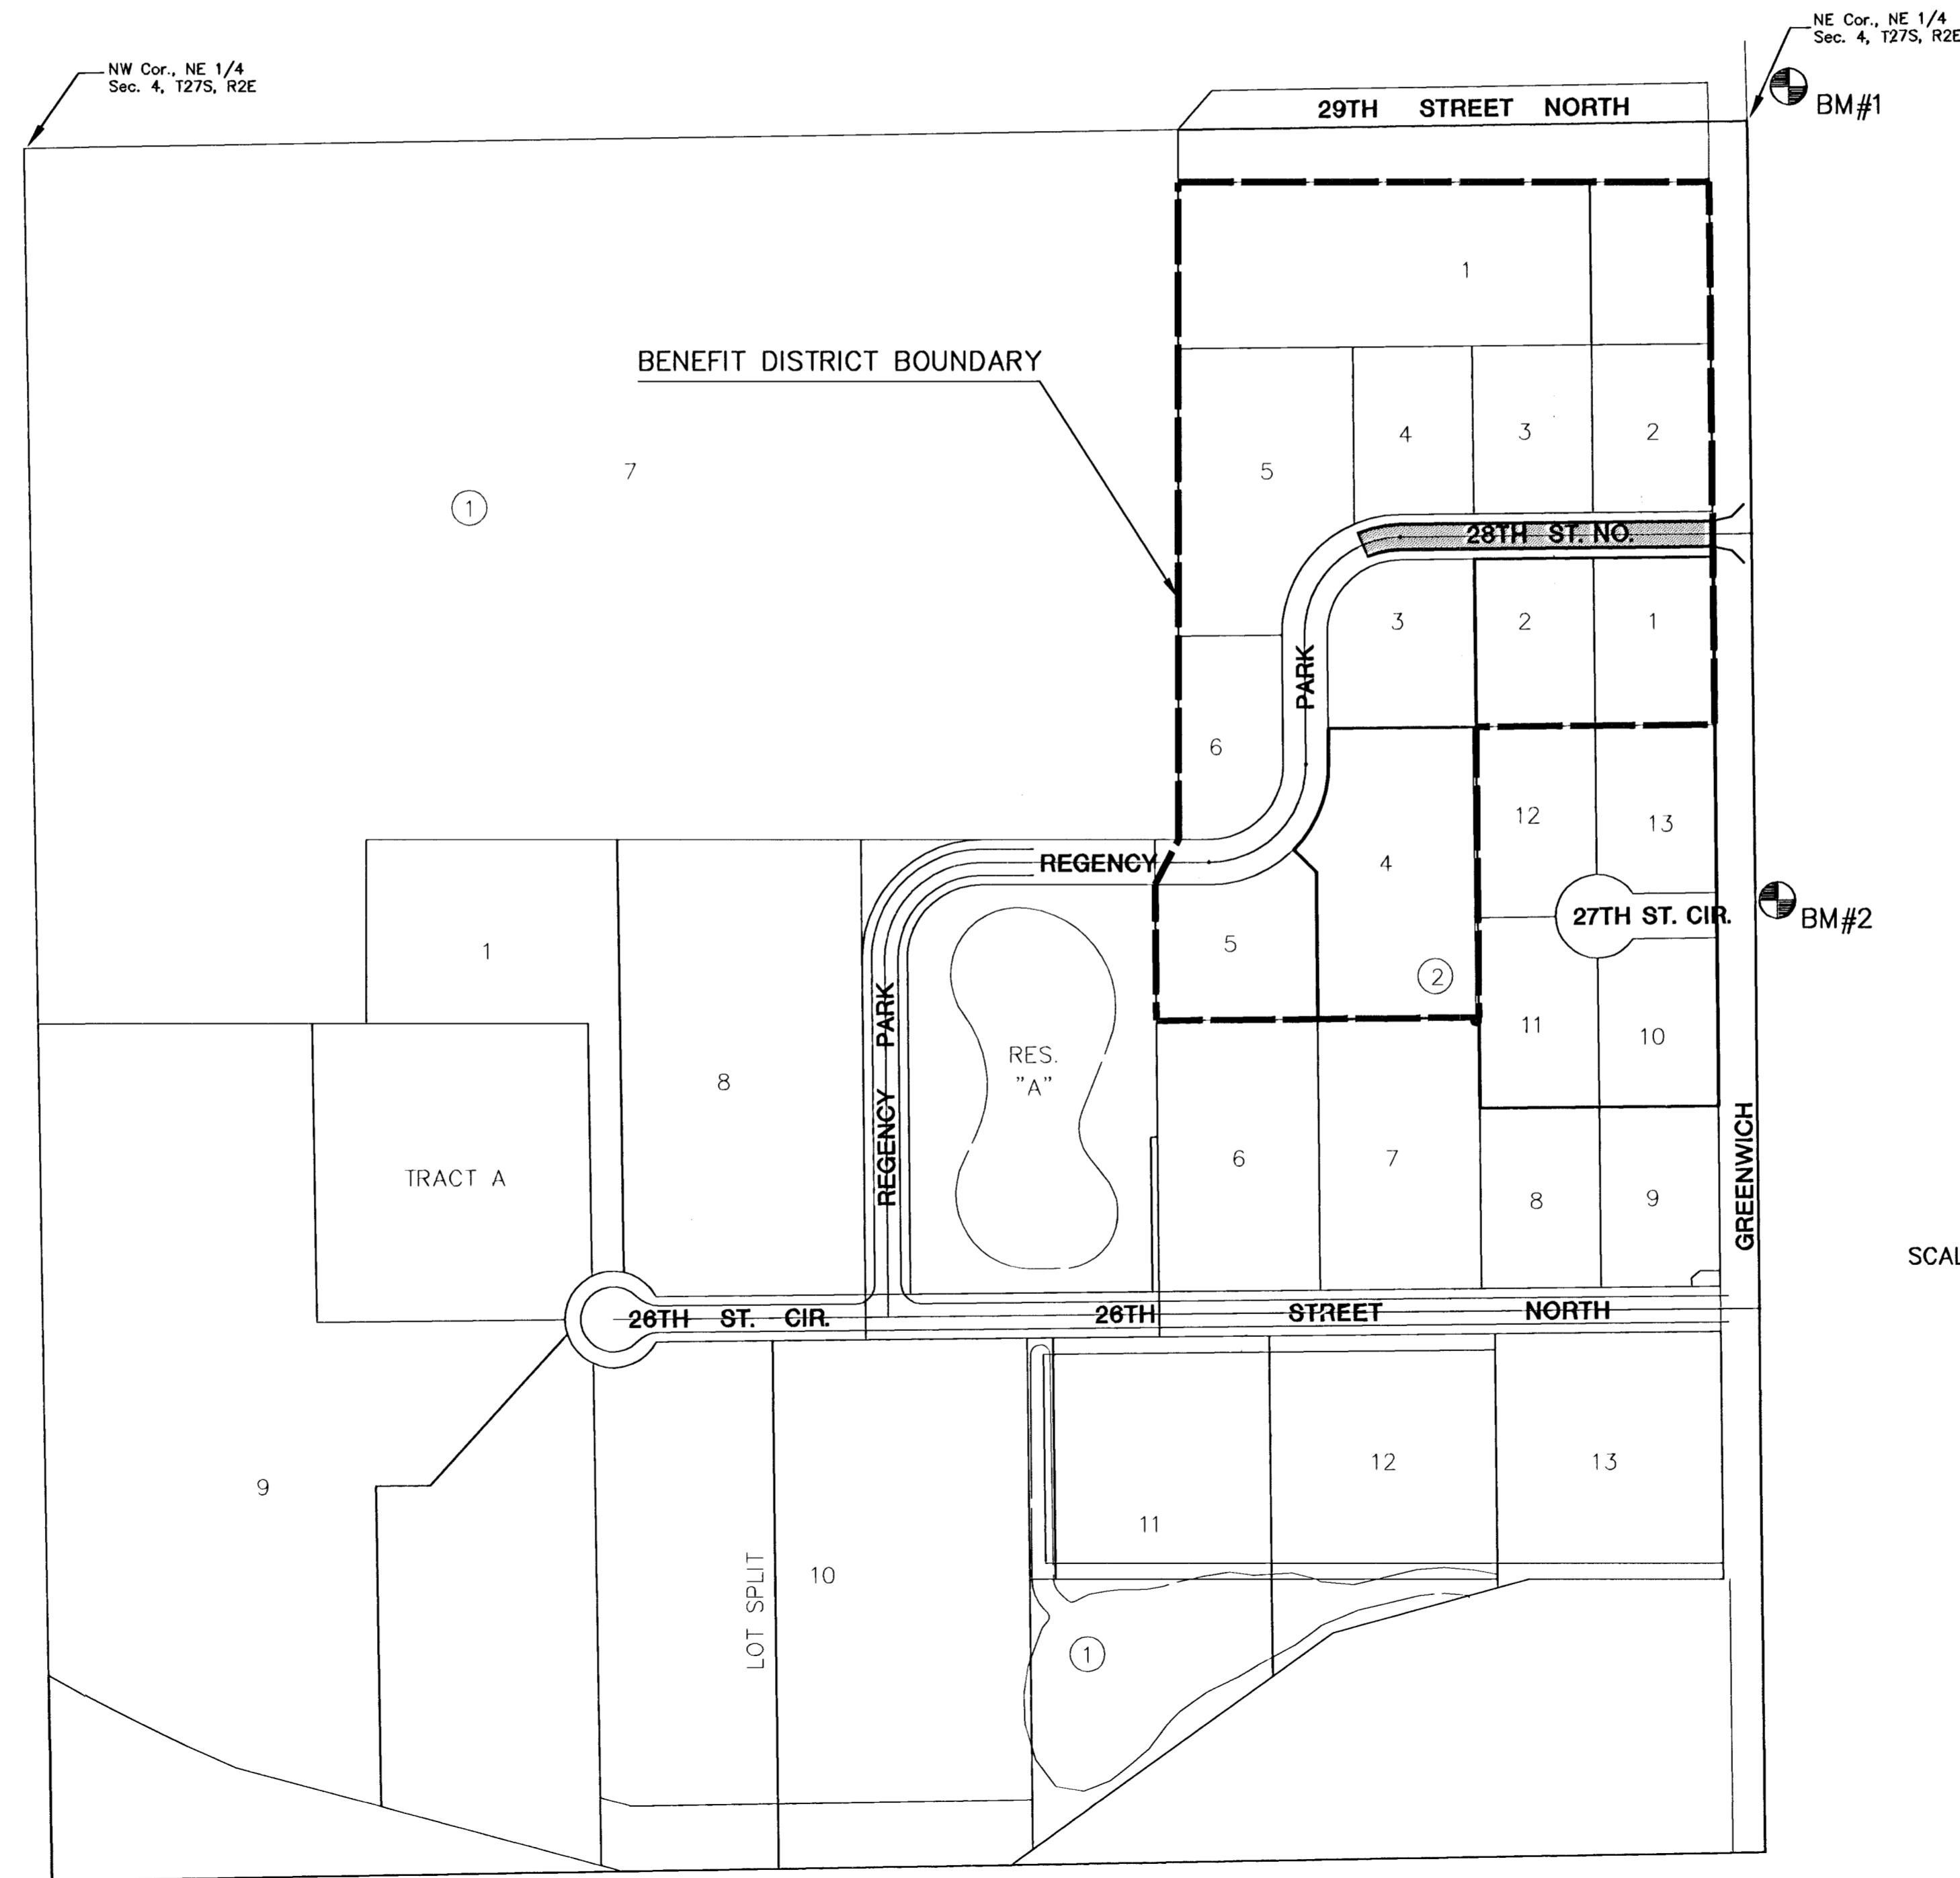 NE Cor., NE 1/4
Sec. 4, T27S, R2E
NW Cor., NE 1/4
Sec. 4, T27S, R2E
BM#1
29TH STREET NORTH
1
BENEFIT DISTRICT BOUNDARY
7
1
5
4
3
2
28TH ST. NO.
3
2
1
PARK
6
12
13
REGENCY
4
27TH ST. CIR.
BM#2
5
2
1
REGENCY PARK
RES.
"A"
11
10
8
TRACT A
6
7
8
9
GREENWICH
SCAL
26TH ST. CIR.
26TH STREET NORTH
9
12
13
11
LOT SPLIT
10
1